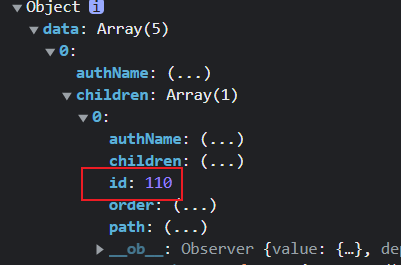 Object i
data: Array(5)
0:
authName: (...)
children: Array(1)
0:
authName: (...)
children: (...)
id: 110
order: (...)
path: (...)
__ob__: Observer {value: {…}, dep